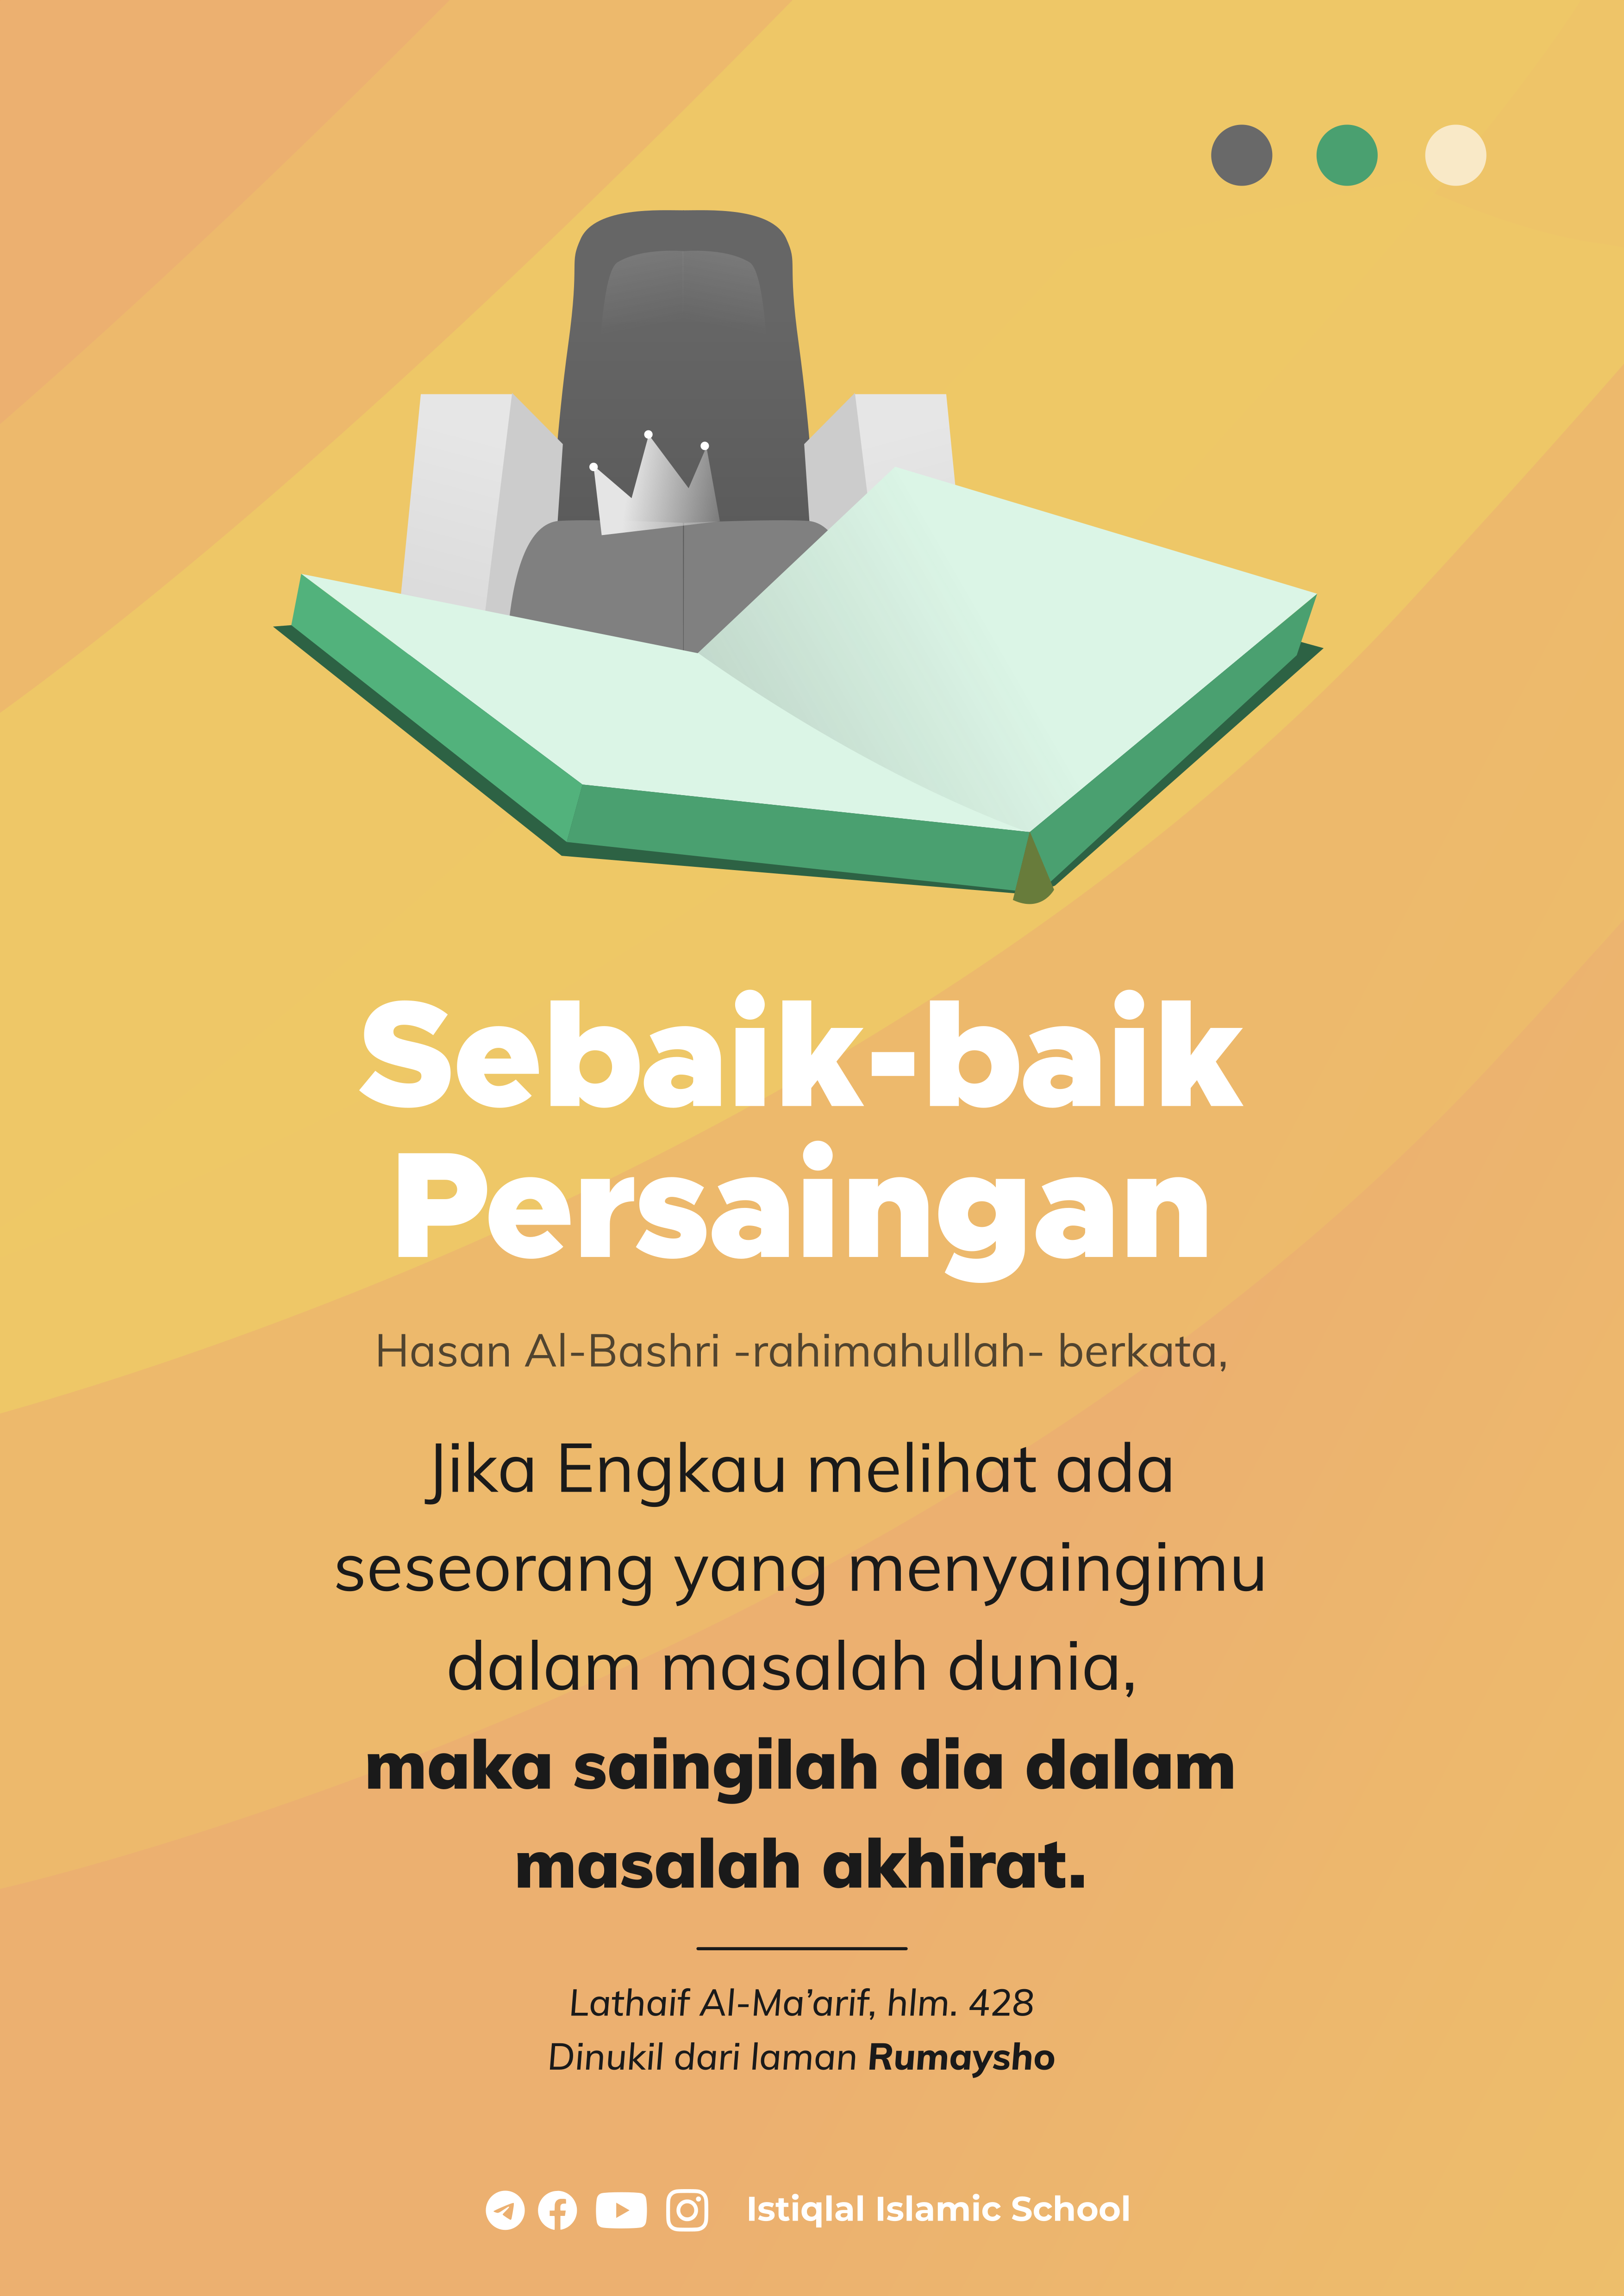 Sebaik-baik
Persaingan
Hasan Al-Bashri -rahimahullah- berkata,
Jika Engkau melihat ada
seseorang yang menyaingimu
dalam masalah dunia,
maka saingilah dia dalam
masalah akhirat.
Lathaif Al-Ma’arif, hlm. 428
Dinukil dari laman Rumaysho
Istiqlal Islamic School